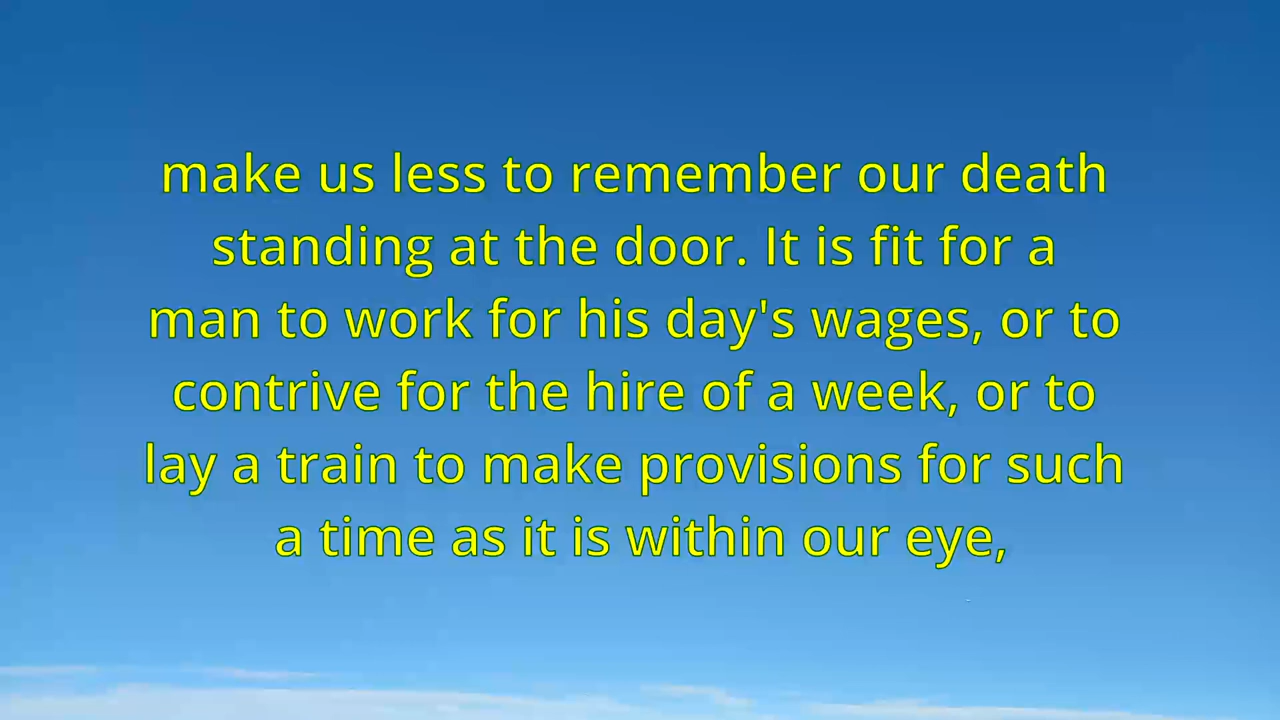 make us less to remember our death
standing at the door. It is fit for a
man to work for his day's wages, or to
contrive for the hire of a week, or to
lay a train to make provisions for such
a time as it is within our eye,